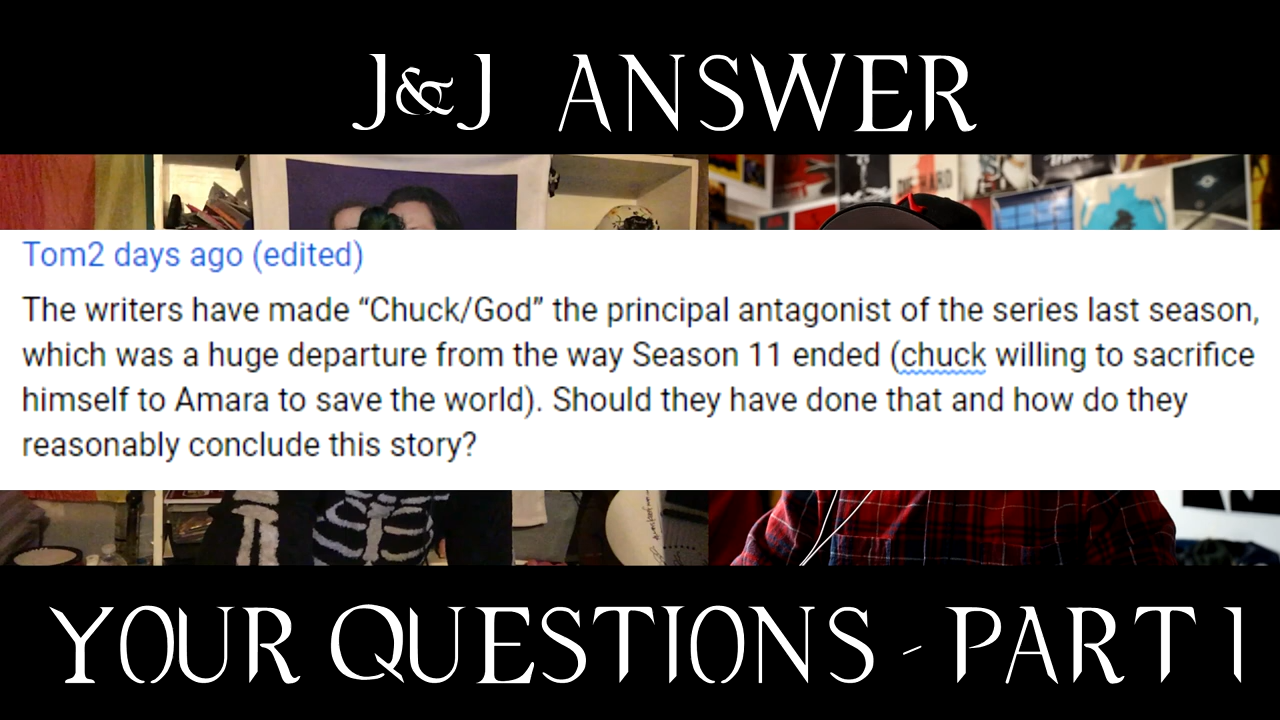 J&J ANSWER
DIE HARD
Tom2 days ago (edited)
The writers have made “Chuck/God” the principal antagonist of the series last season,
which was a huge departure from the way Season 11 ended (chuck willing to sacrifice
himself to Amara to save the world). Should they have done that and how do they
reasonably conclude this story?
YOUR QUESTIONS - PART 1